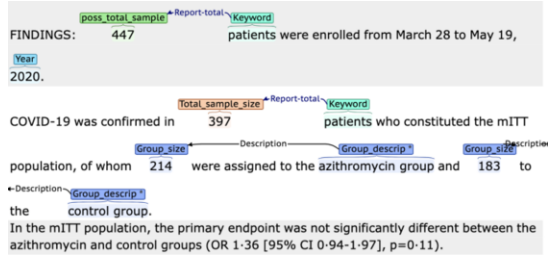 poss_total_sample Report-total Keyword
FINDINGS: 447 patients were enrolled from March 28 to May 19,
Year
2020.
Total_sample_size Report-total Keyword
COVID-19 was confirmed in 397 patients who constituted the mITT
Group_size Description Group_descrip * Group_size Description
population, of whom 214 were assigned to the azithromycin group and 183 to
Description Group_descrip *
the control group.
In the mITT population, the primary endpoint was not significantly different between the
azithromycin and control groups (OR 1·36 [95% CI 0·94-1·97], p=0·11).